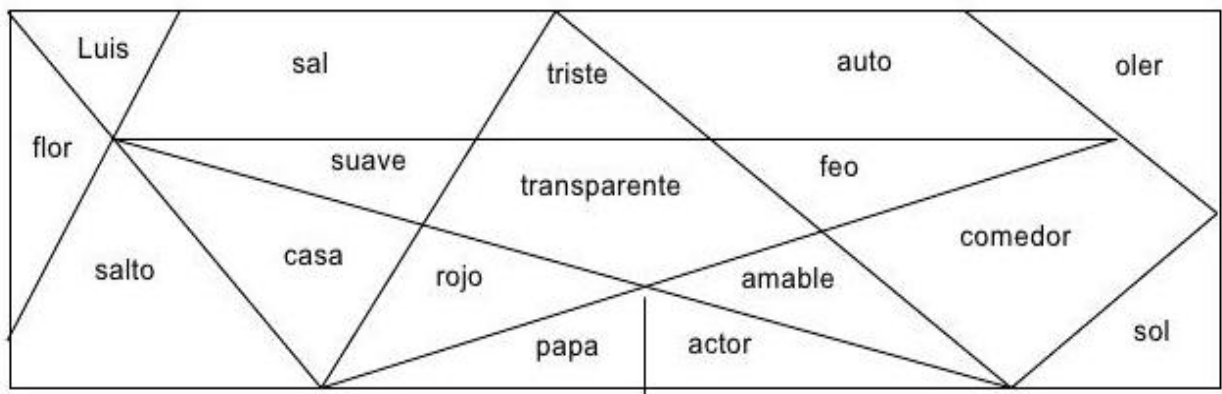 Luis
sal
triste
auto
oler
flor
suave
transparente
feo
comedor
salto
casa
rojo
amable
papa
actor
sol